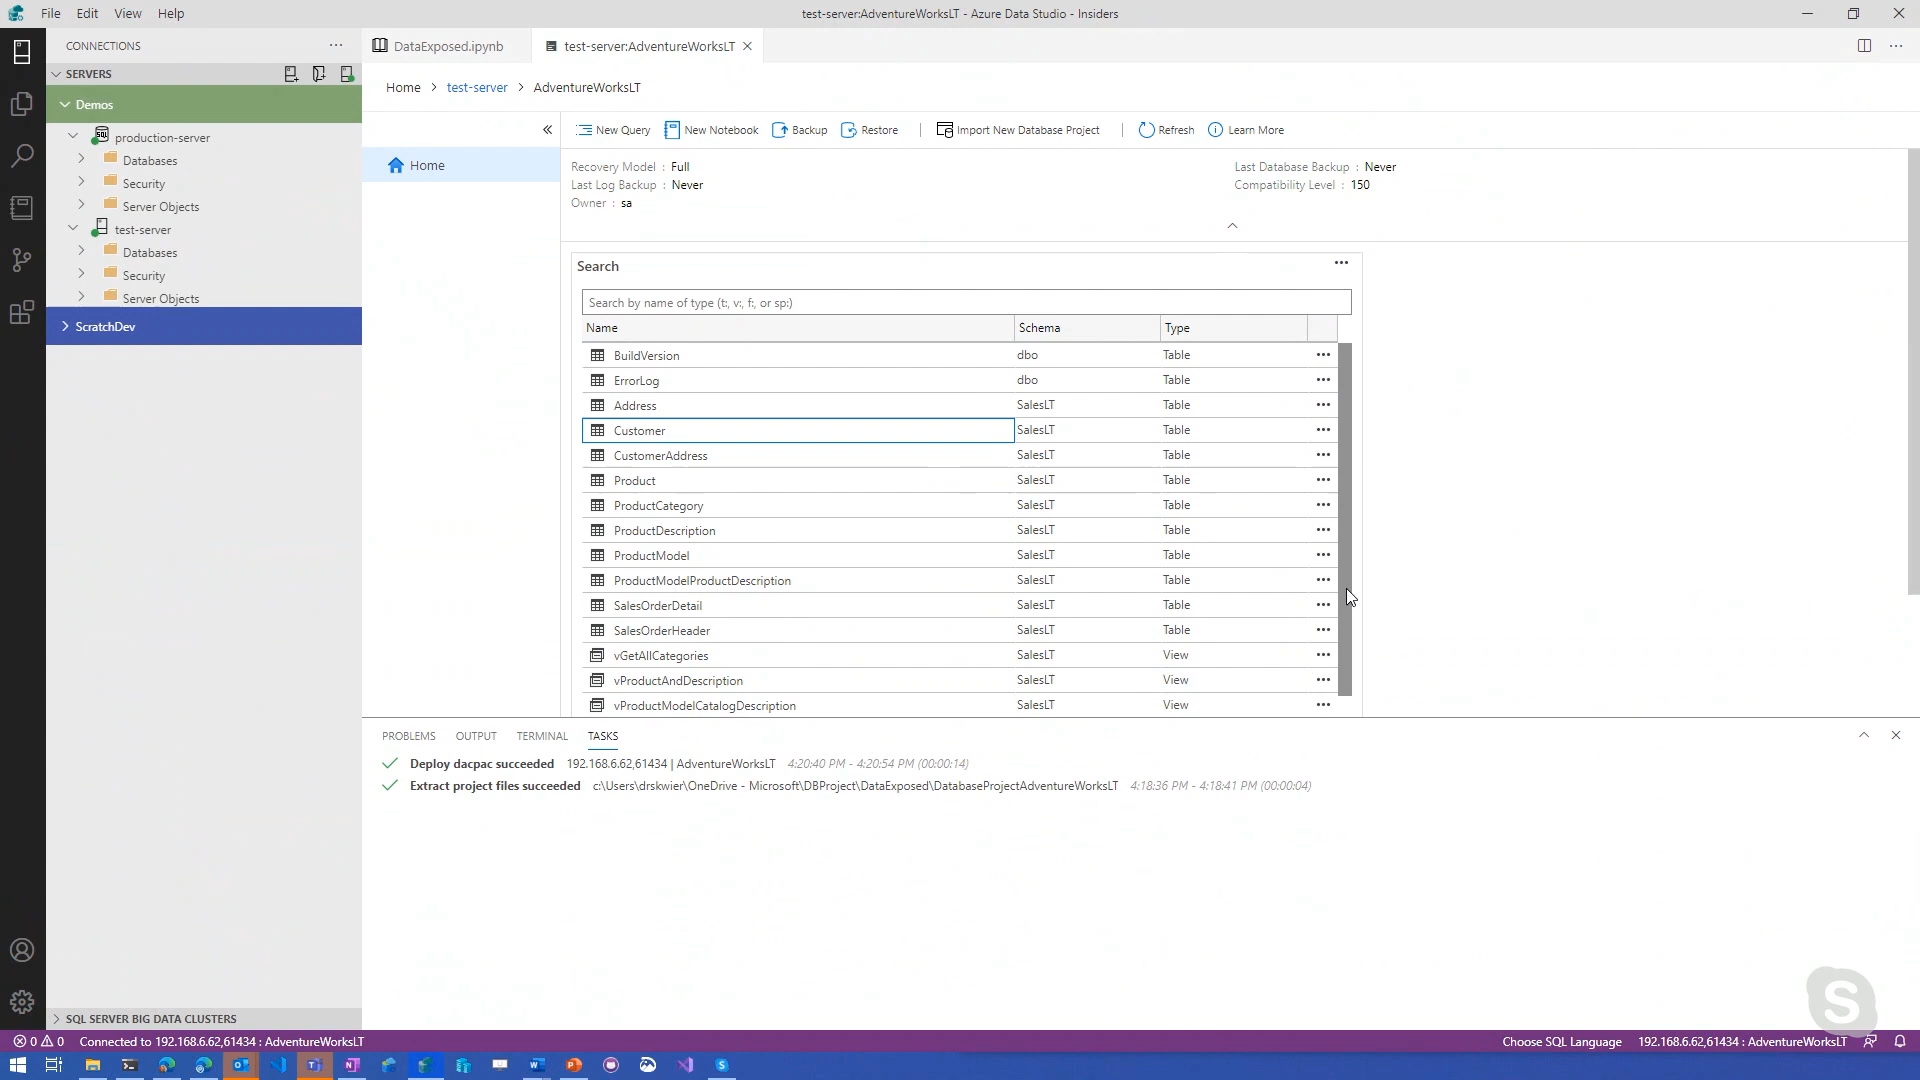 File Edit View Help
test-server:AdventureWorksLT - Azure Data Studio - Insiders
CONNECTIONS
SERVERS
Demos
production-server
Databases
Security
Server Objects
test-server
Databases
Security
Server Objects
ScratchDev
SQL SERVER BIG DATA CLUSTERS
DataExposed.ipynb
test-server:AdventureWorksLT
Home > test-server > AdventureWorksLT
Home
New Query New Notebook Backup Restore Import New Database Project Refresh Learn More
Recovery Model : Full
Last Database Backup : Never
Last Log Backup : Never
Compatibility Level : 150
Owner : sa
Search
Search by name of type (t:, v:, f:, or sp:)
Name Schema Type
BuildVersion dbo Table
ErrorLog dbo Table
Address SalesLT Table
Customer SalesLT Table
CustomerAddress SalesLT Table
Product SalesLT Table
ProductCategory SalesLT Table
ProductDescription SalesLT Table
ProductModel SalesLT Table
ProductModelProductDescription SalesLT Table
SalesOrderDetail SalesLT Table
SalesOrderHeader SalesLT Table
vGetAllCategories SalesLT View
vProductAndDescription SalesLT View
vProductModelCatalogDescription SalesLT View
PROBLEMS OUTPUT TERMINAL TASKS
Deploy dacpac succeeded 192.168.6.62,61434 | AdventureWorksLT 4:20:40 PM - 4:20:54 PM (00:00:14)
Extract project files succeeded c:\Users\drskwier\OneDrive - Microsoft\DBProject\DataExposed\DatabaseProjectAdventureWorksLT 4:18:36 PM - 4:18:41 PM (00:00:04)
0 0 Connected to 192.168.6.62,61434 : AdventureWorksLT
Choose SQL Language 192.168.6.62,61434 : AdventureWorksLT